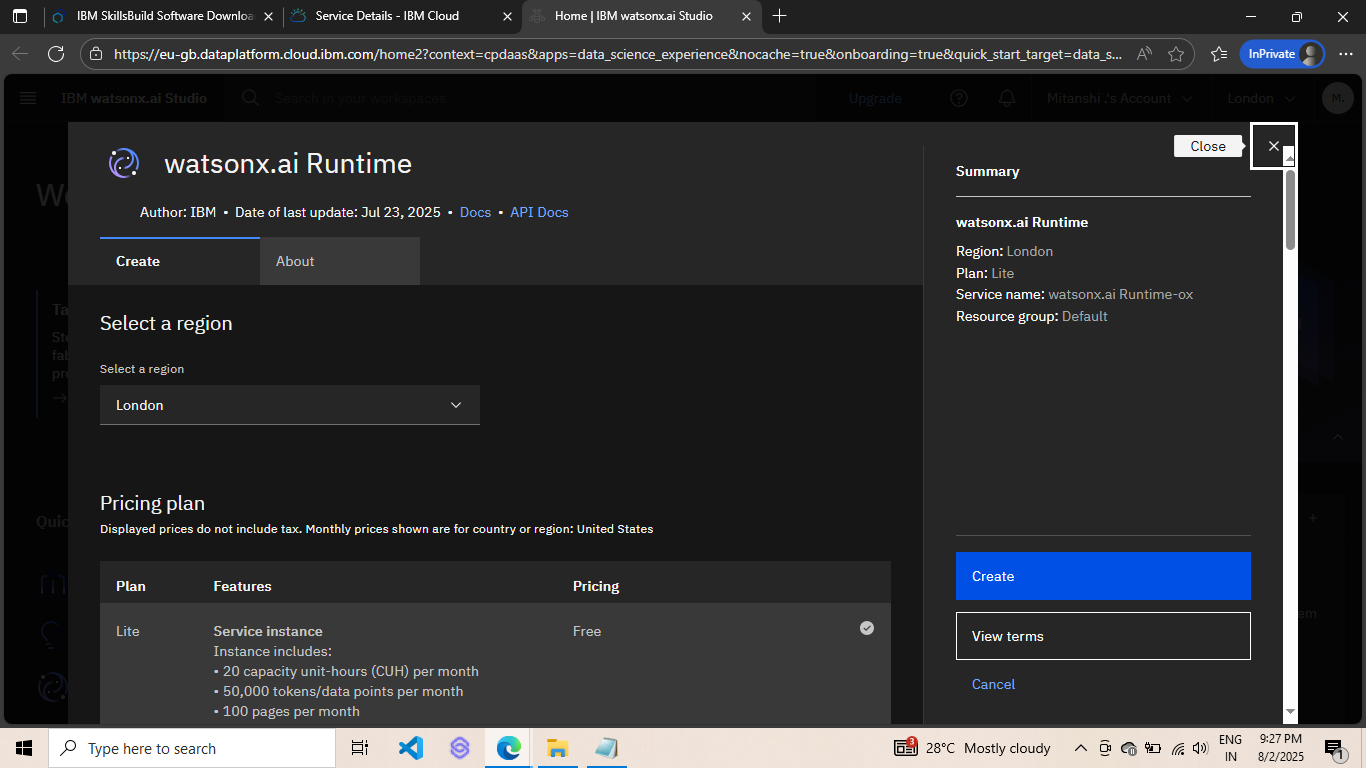 IBM SkillsBuild Software Downloa
Service Details - IBM Cloud
Home | IBM watsonx.ai Studio
https://eu-gb.dataplatform.cloud.ibm.com/home2?context=cpdaas&apps=data_science_experience&nocache=true&onboarding=true&quick_start_target=data_s...
InPrivate
IBM watsonx.ai Studio
Search in your workspaces
Upgrade
Mitanshi .'s Account
London
M.
watsonx.ai Runtime
Author: IBM • Date of last update: Jul 23, 2025 • Docs • API Docs
Create
About
Select a region
Select a region
London
Pricing plan
Displayed prices do not include tax. Monthly prices shown are for country or region: United States
Plan Features Pricing
Lite Service instance Free
Instance includes:
• 20 capacity unit-hours (CUH) per month
• 50,000 tokens/data points per month
• 100 pages per month
Close
Summary
watsonx.ai Runtime
Region: London
Plan: Lite
Service name: watsonx.ai Runtime-ox
Resource group: Default
Create
View terms
Cancel
Type here to search
3
28°C Mostly cloudy
ENG
IN
9:27 PM
8/2/2025
1